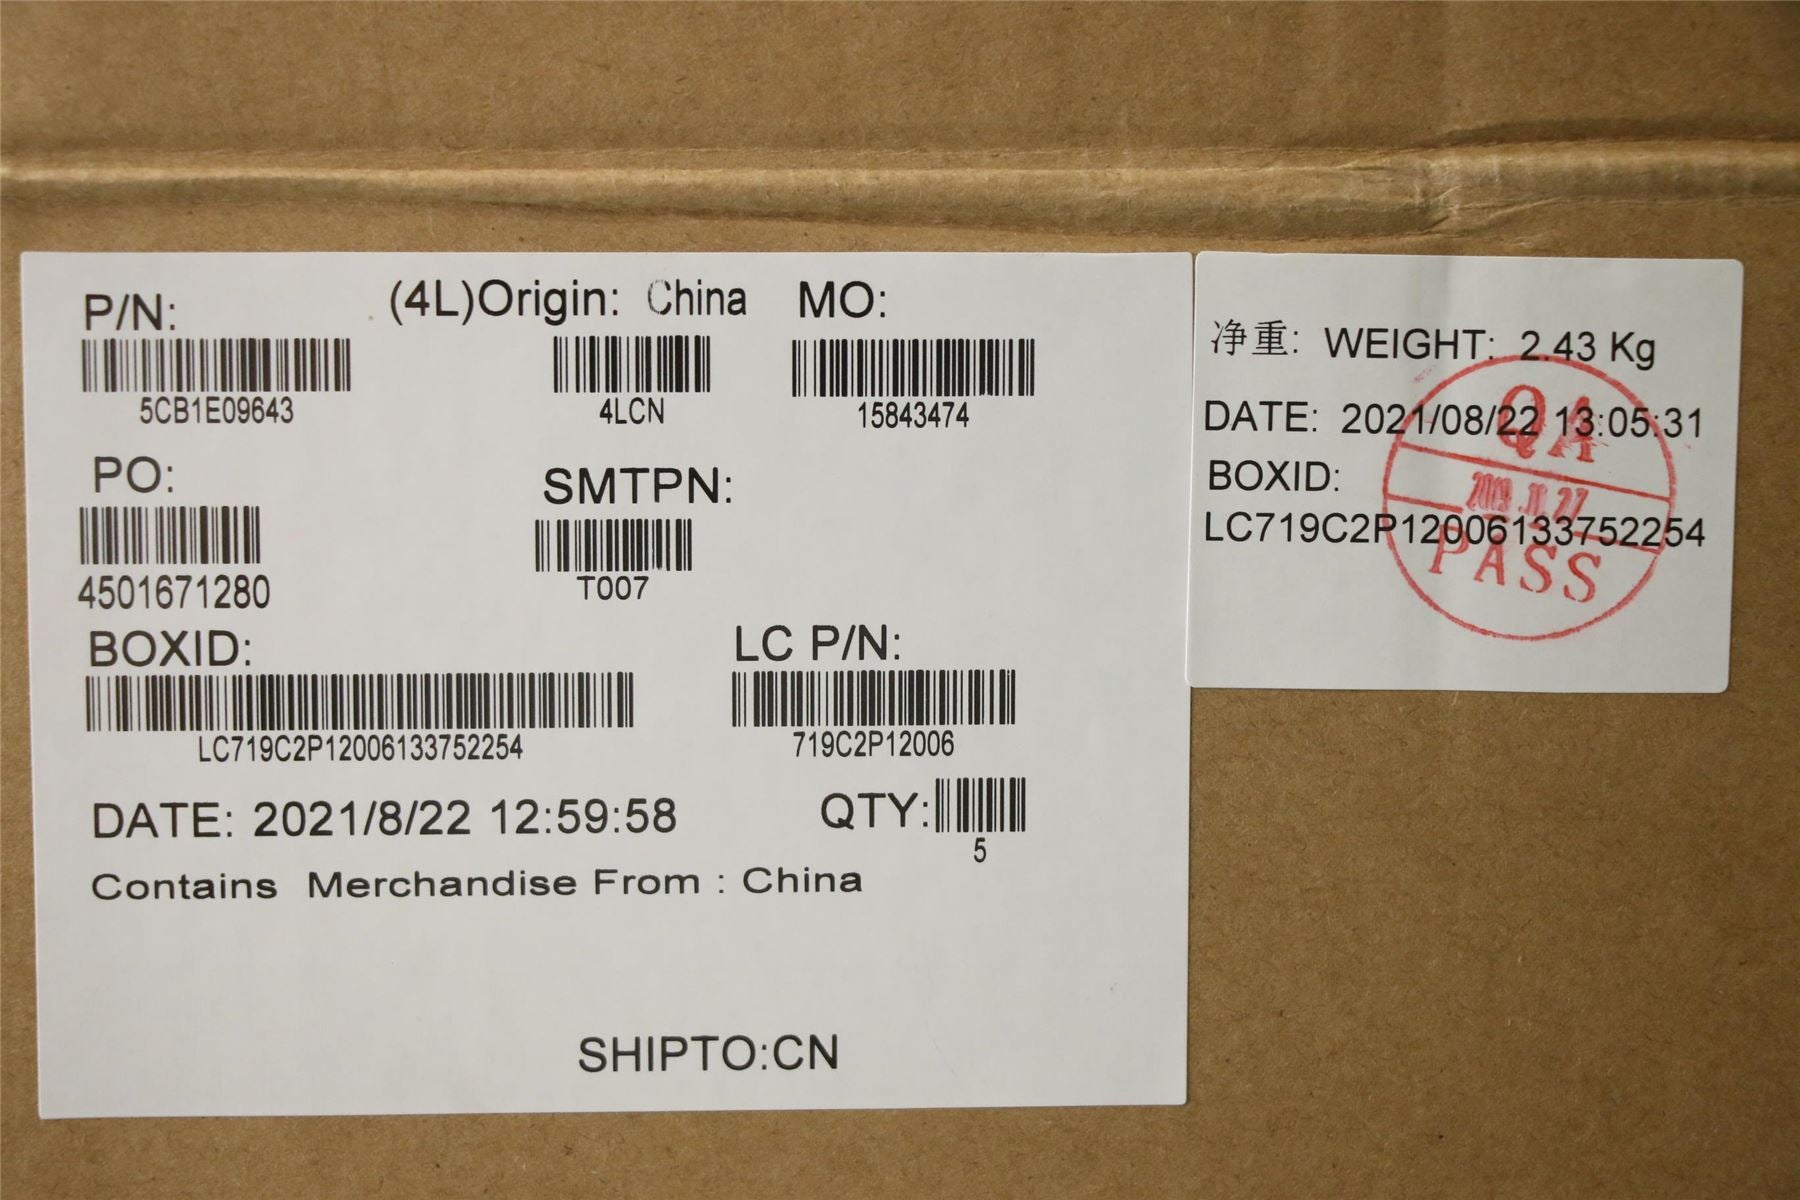 P/N: (4L)Origin: China MO:
5CB1E09643 4LCN 15843474
PO: SMTPN:
4501671280 T007
BOXID: LC P/N:
LC719C2P12006133752254 719C2P12006
DATE: 2021/8/22 12:59:58 QTY:
5
Contains Merchandise From : China
SHIPTO:CN
净重: WEIGHT: 2.43 Kg
DATE: 2021/08/22 13:05:31
BOXID:
LC719C2P12006133752254
QA
PASS